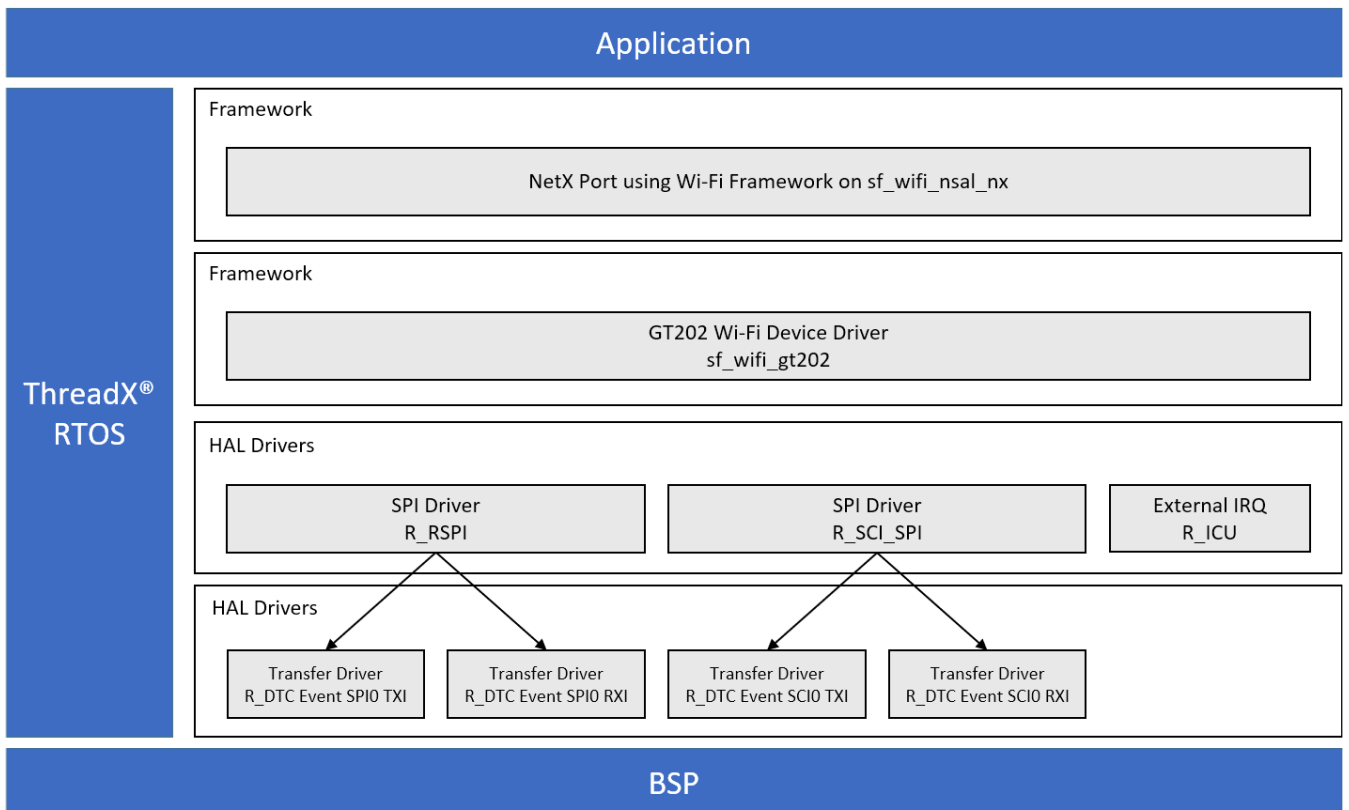 Application
ThreadX®
RTOS
Framework
NetX Port using Wi-Fi Framework on sf_wifi_nsal_nx
Framework
GT202 Wi-Fi Device Driver
sf_wifi_gt202
HAL Drivers
SPI Driver
R_RSPI
SPI Driver
R_SCI_SPI
External IRQ
R_ICU
HAL Drivers
Transfer Driver
R_DTC Event SPI0 TXI
Transfer Driver
R_DTC Event SPI0 RXI
Transfer Driver
R_DTC Event SCI0 TXI
Transfer Driver
R_DTC Event SCI0 RXI
BSP